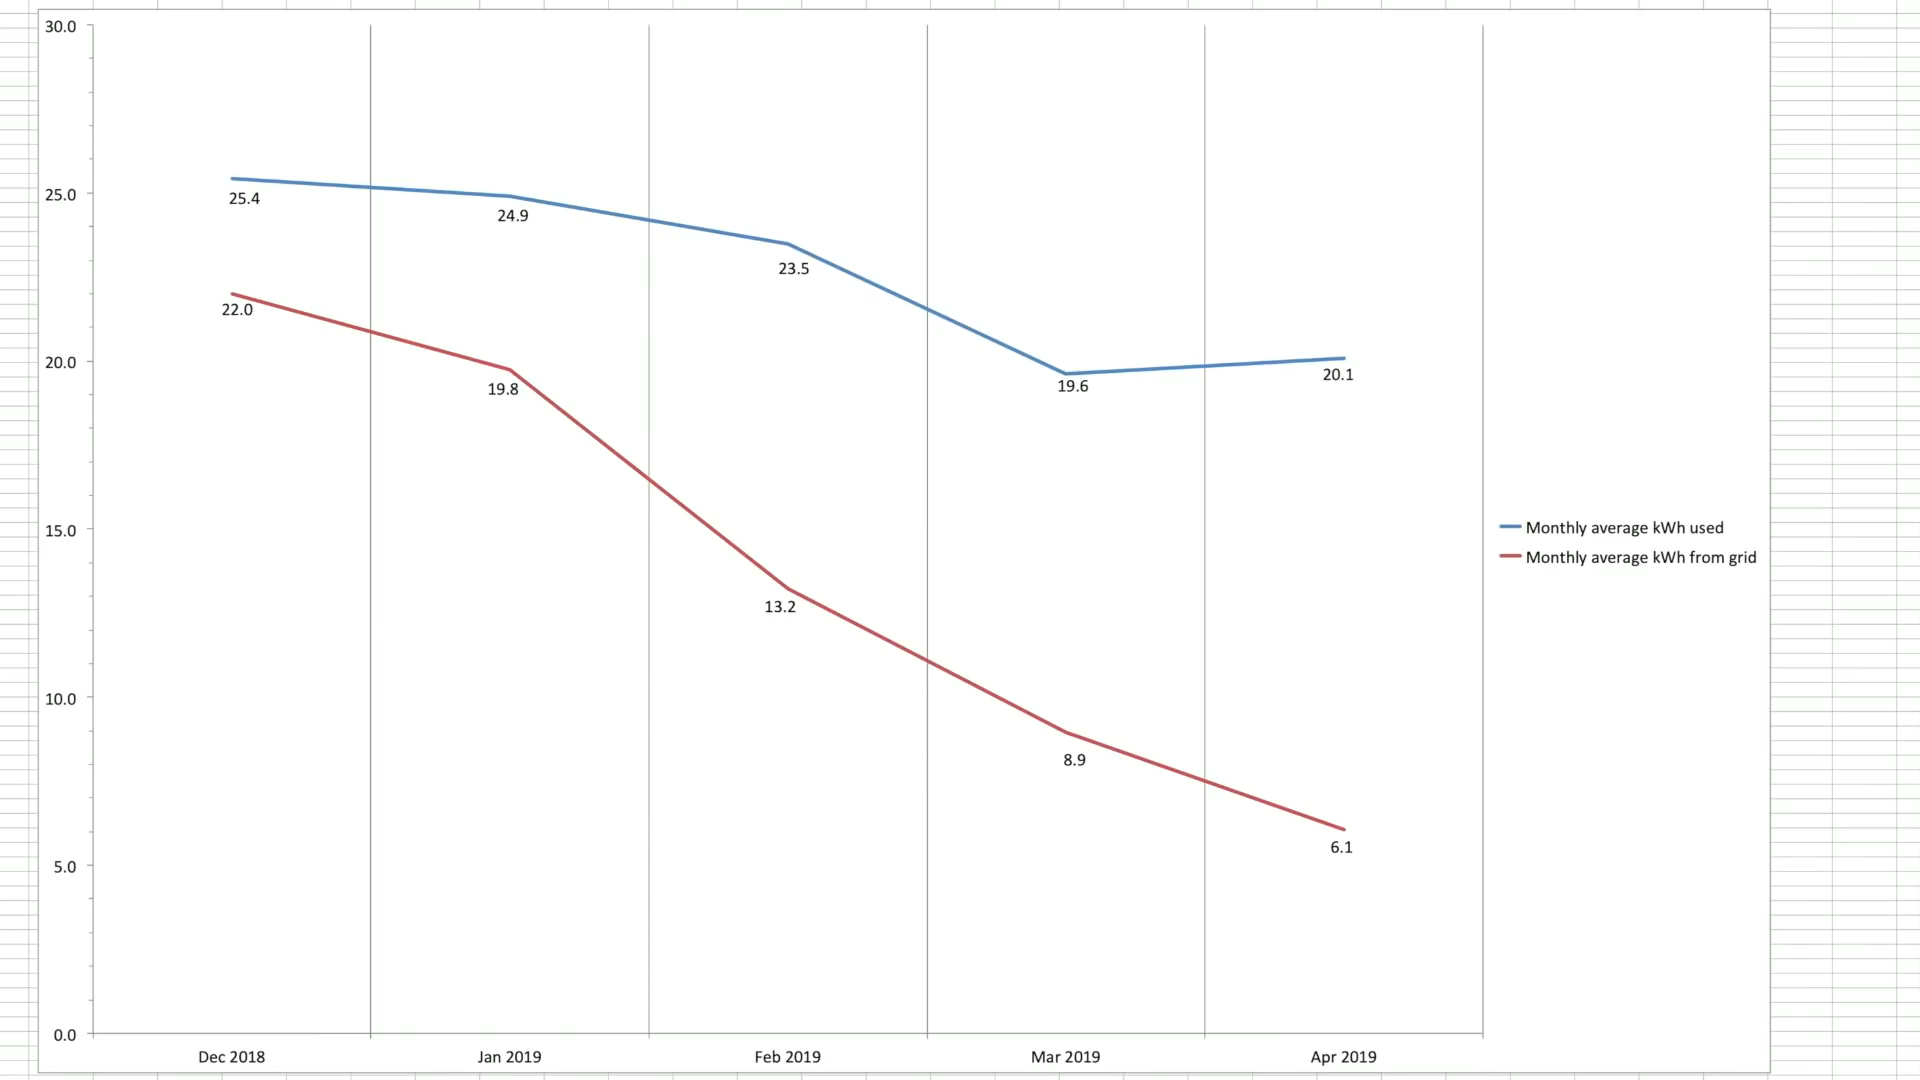 30.0
25.0
20.0
15.0
10.0
5.0
0.0
25.4
24.9
23.5
19.6
20.1
22.0
19.8
13.2
8.9
6.1
Dec 2018
Jan 2019
Feb 2019
Mar 2019
Apr 2019
Monthly average kWh used
Monthly average kWh from grid